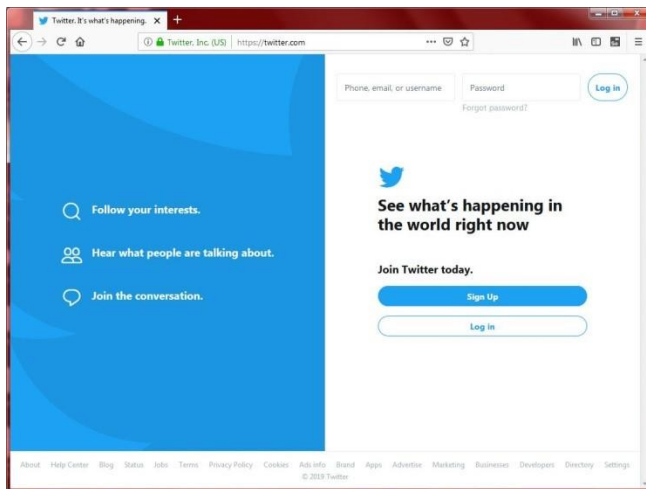 Twitter. It's what's happening.
Twitter, Inc. (US) https://twitter.com
Phone, email, or username Password Log in
Forgot password?
Follow your interests.
Hear what people are talking about.
Join the conversation.
See what's happening in
the world right now
Join Twitter today.
Sign Up
Log in
About Help Center Blog Status Jobs Terms Privacy Policy Cookies Ads info Brand Apps Advertise Marketing Businesses Developers Directory Settings
© 2019 Twitter